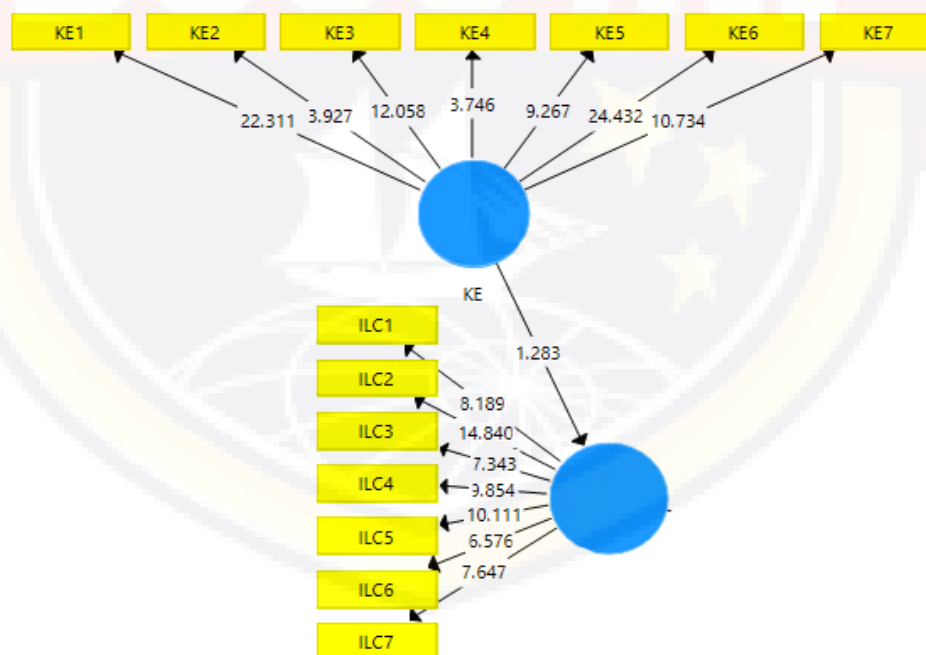 KE1 KE2 KE3 KE4 KE5 KE6 KE7
22.311 3.927 12.058 3.746 9.267 24.432 10.734
KE
ILC1
1.283
ILC2
8.189
ILC3
14.840
7.343
ILC4
9.854
10.111
ILC5
6.576
7.647
ILC6
ILC7